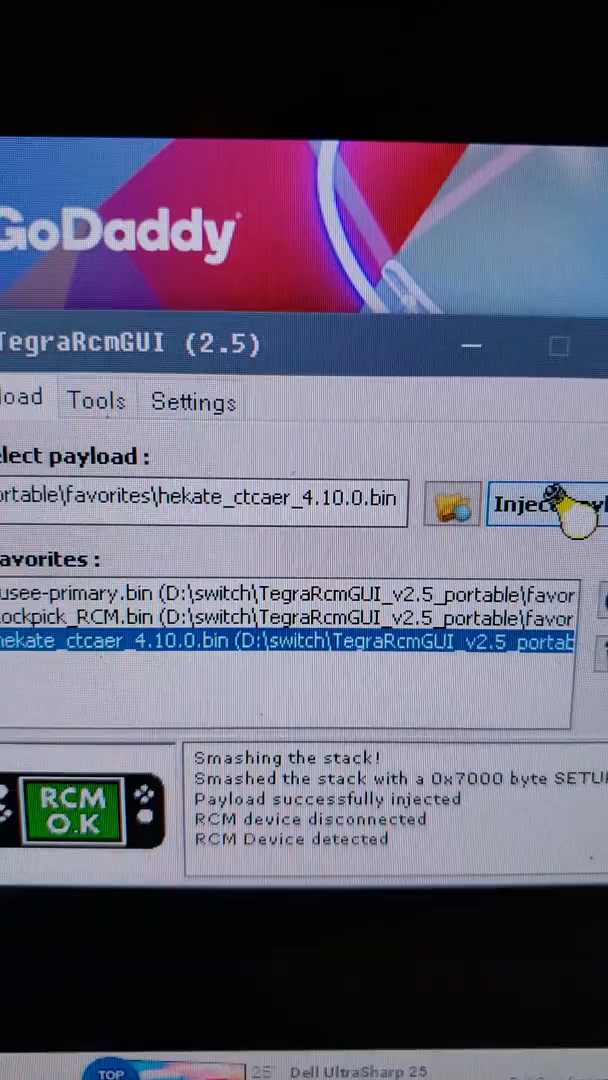 GoDaddy
TegraRcmGUI (2.5)
load Tools Settings
elect payload :
ortable\favorites\hekate_ctcaer_4.10.0.bin
Inject
avorites :
usee-primary.bin (D:\switch\TegraRcmGUI_v2.5_portable\favor
ockpick_RCM.bin (D:\switch\TegraRcmGUI_v2.5_portable\favor
hekate_ctcaer_4.10.0.bin (D:\switch\TegraRcmGUI_v2.5_portab
RCM
O.K
Smashing the stack!
Smashed the stack with a 0x7000 byte SETU
Payload successfully injected
RCM device disconnected
RCM Device detected
TOP
25" Dell UltraSharp 25